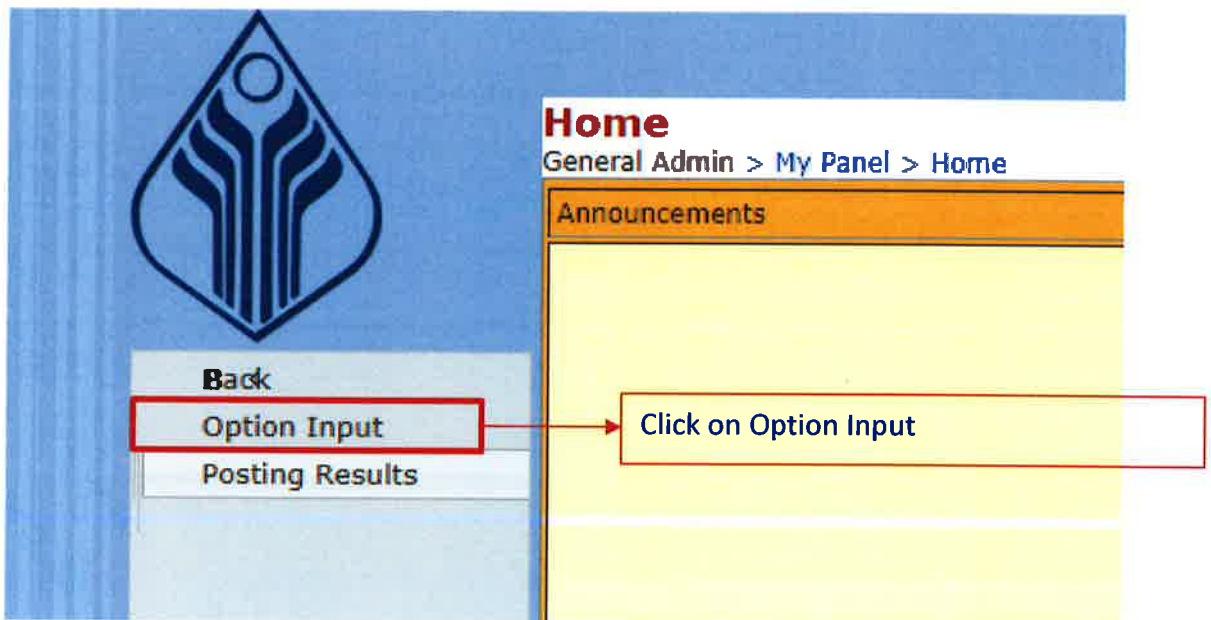 Home
General Admin > My Panel > Home
Announcements
Back
Option Input
Click on Option Input
Posting Results